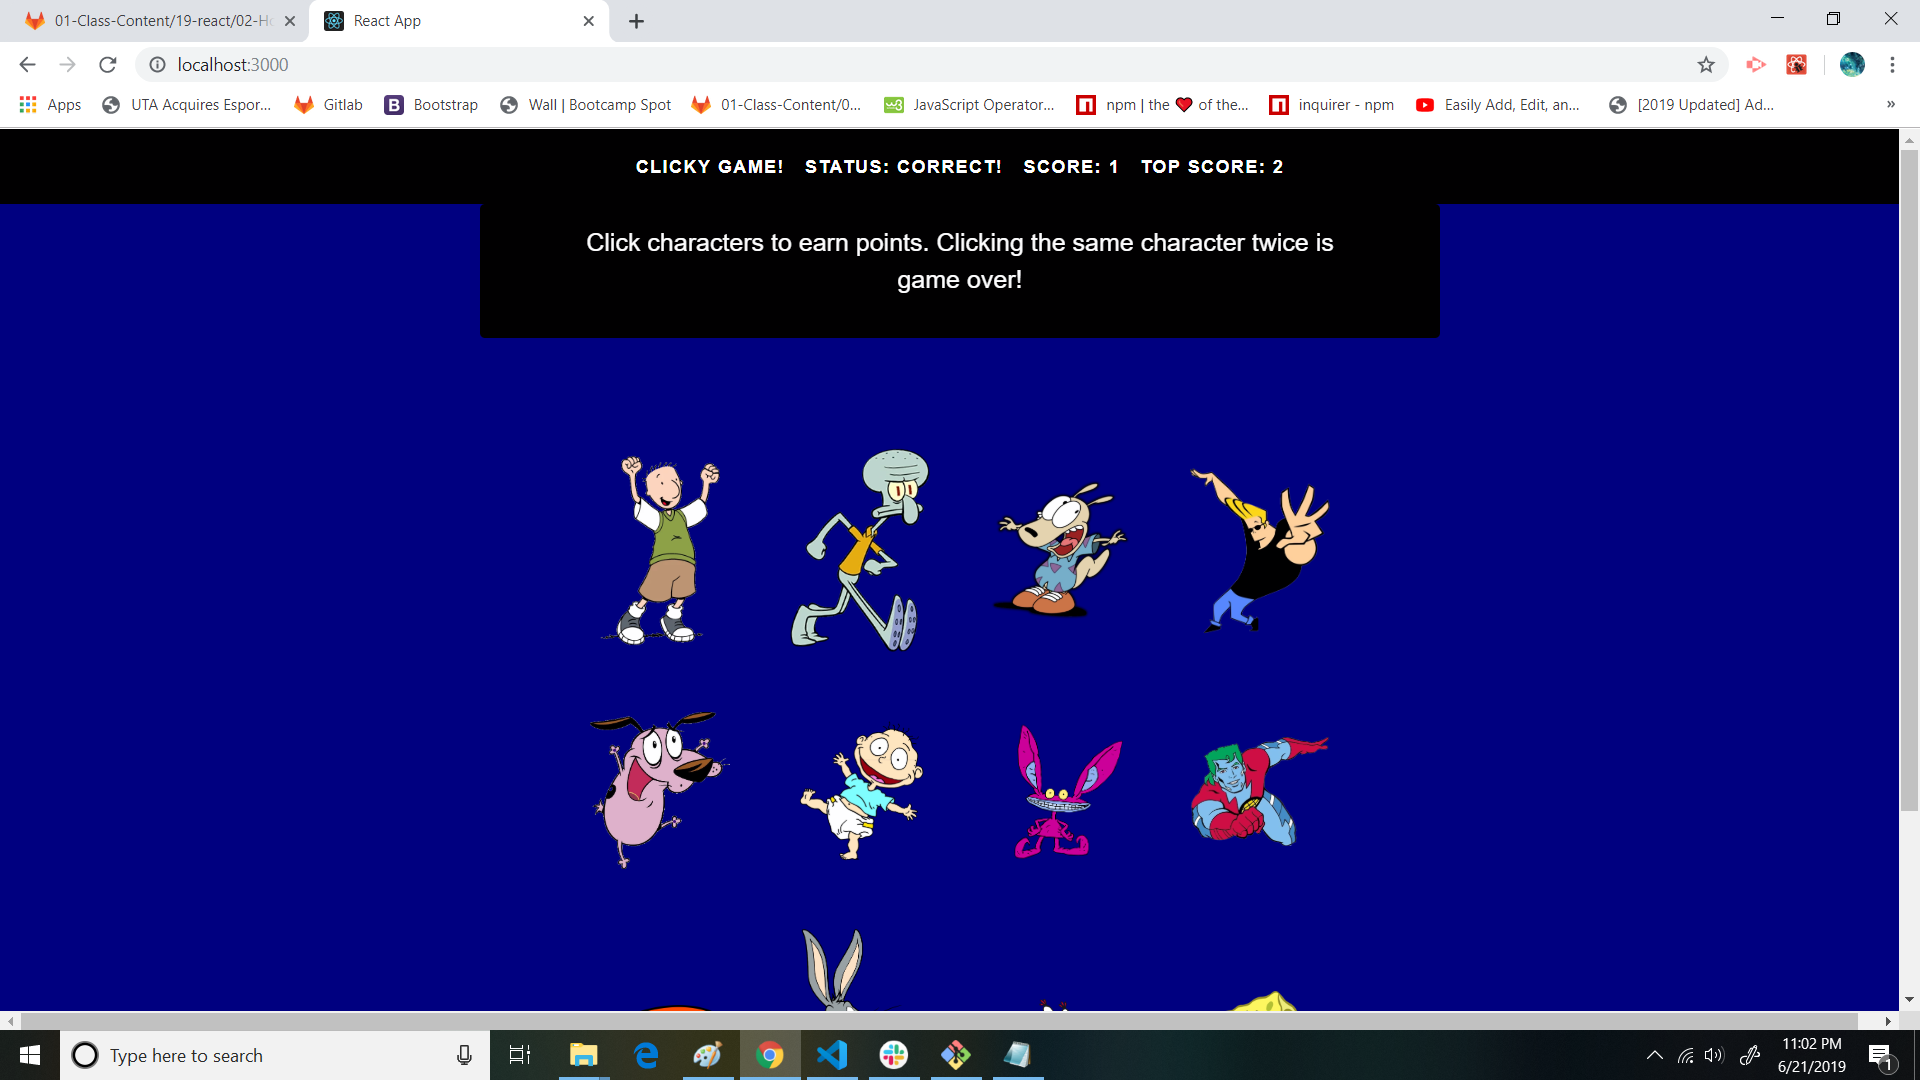 01-Class-Content/19-react/02-Ho
React App
localhost:3000
Apps
UTA Acquires Espor...
Gitlab
Bootstrap
Wall | Bootcamp Spot
01-Class-Content/0...
JavaScript Operator...
npm | the ❤ of the...
inquirer - npm
Easily Add, Edit, an...
[2019 Updated] Ad...
»
CLICKY GAME! STATUS: CORRECT! SCORE: 1 TOP SCORE: 2
Click characters to earn points. Clicking the same character twice is
game over!
Type here to search
11:02 PM
6/21/2019
1